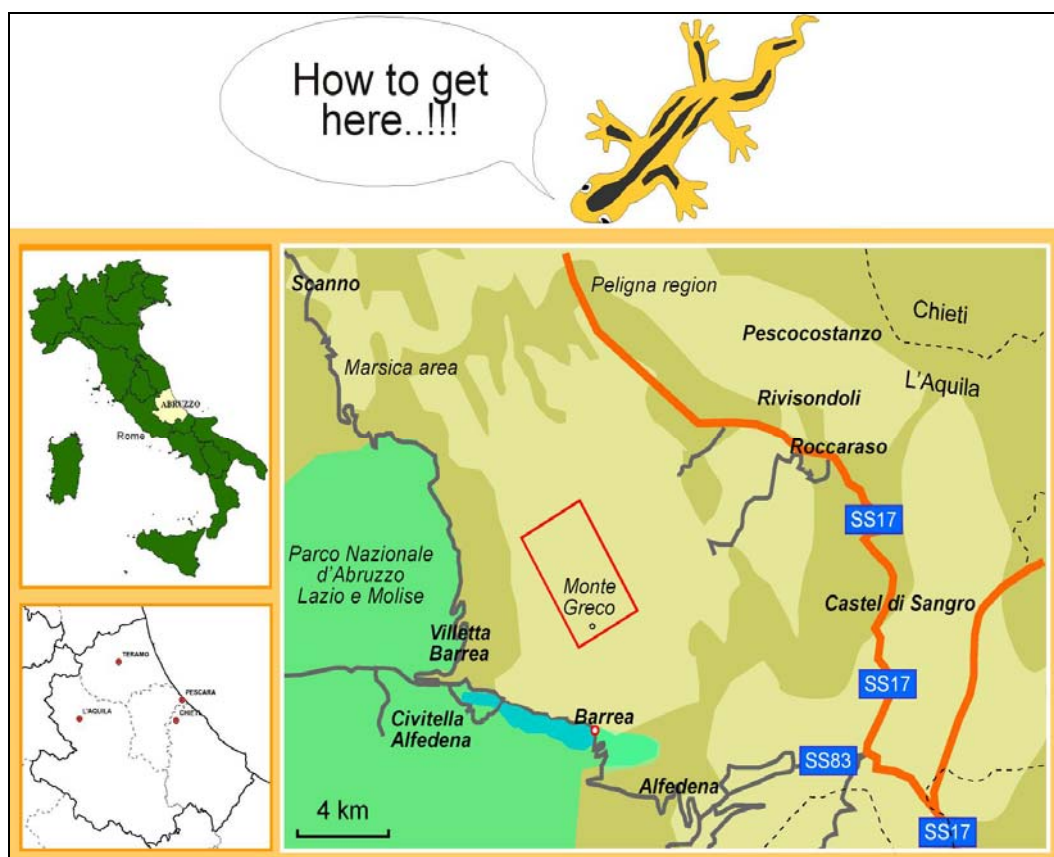 How to get
here..!!!
ABRUZZO
Rome
TERAMO
PESCARA
L'AQUILA
CHIETI
Scanno
Peligna region
Chieti
Pescocostanzo
Marsica area
L'Aquila
Rivisondoli
Roccaraso
SS17
Parco Nazionale
d'Abruzzo
Lazio e Molise
Monte
Greco
Castel di Sangro
Villetta
Barrea
SS17
Civitella
Alfedena
Barrea
SS83
Alfedena
4 km
SS17